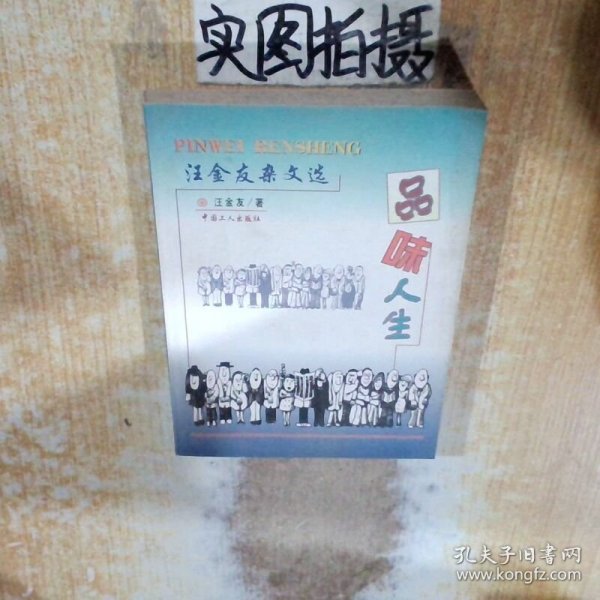 实图拍摄
PINWEI RENSHENG
汪金友杂文选
汪金友/著
中国工人出版社
品味人生
孔夫子旧书网
www.kongfz.com